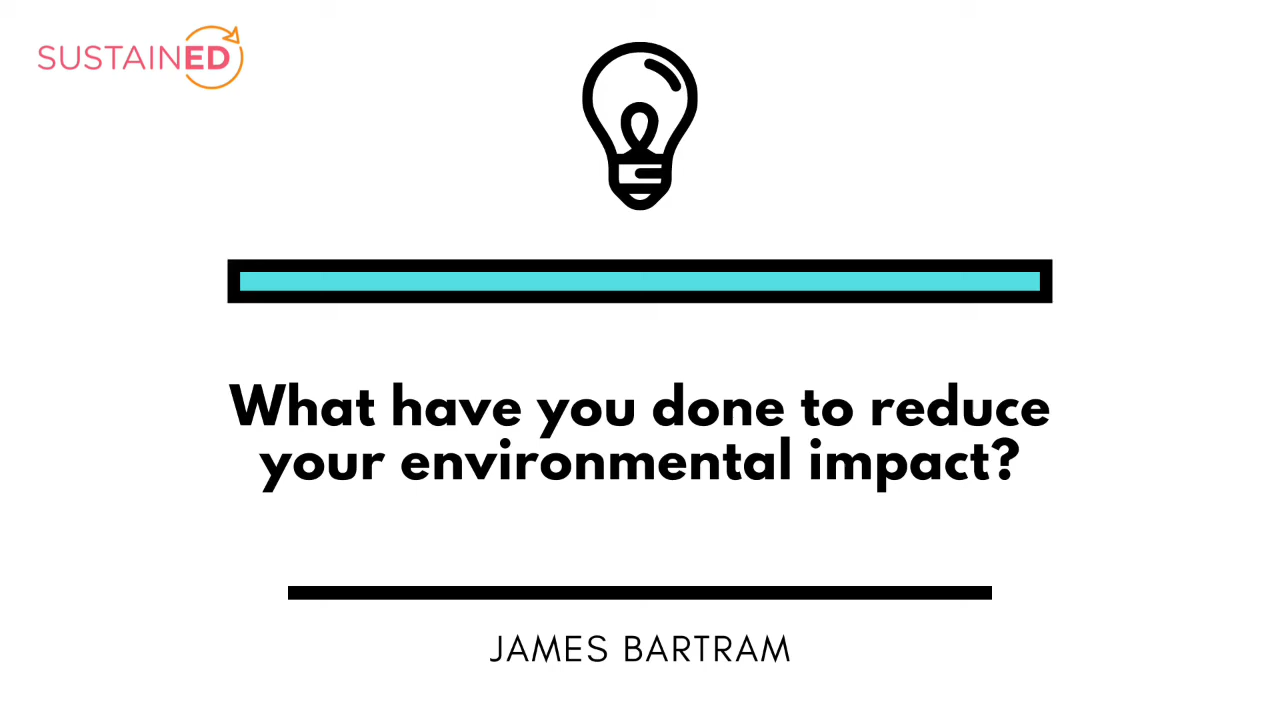 SUSTAINED
What have you done to reduce
your environmental impact?
JAMES BARTRAM